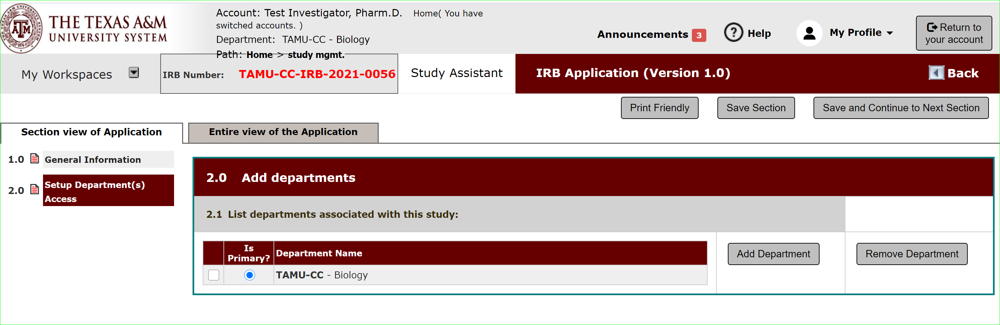 THE TEXAS A&M
UNIVERSITY SYSTEM
Account: Test Investigator, Pharm.D. Home( You have
switched accounts. )
Department: TAMU-CC - Biology
Path: Home > study mgmt.
Announcements 3
Help
My Profile
Return to
your account
My Workspaces
IRB Number: TAMU-CC-IRB-2021-0056
Study Assistant
IRB Application (Version 1.0)
Back
Print Friendly
Save Section
Save and Continue to Next Section
Section view of Application
Entire view of the Application
1.0 General Information
2.0 Setup Department(s)
Access
2.0 Add departments
2.1 List departments associated with this study:
Is
Primary?
Department Name
TAMU-CC - Biology
Add Department
Remove Department